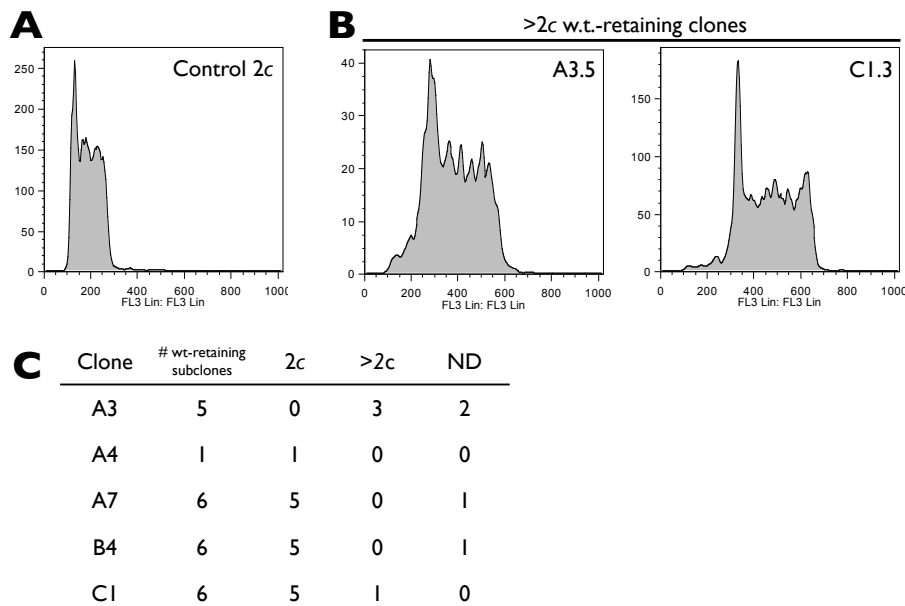 A
B
>2c w.t.-retaining clones
Control 2c
250
200
150
100
50
0
0 200 400 600 800 1000
FL3 Lin: FL3 Lin
A3.5
40
30
20
10
0
0 200 400 600 800 1000
FL3 Lin: FL3 Lin
C1.3
150
100
50
0
0 200 400 600 800 1000
FL3 Lin: FL3 Lin
C
Clone # wt-retaining subclones 2c >2c ND
A3 5 0 3 2
A4 1 1 0 0
A7 6 5 0 1
B4 6 5 0 1
C1 6 5 1 0